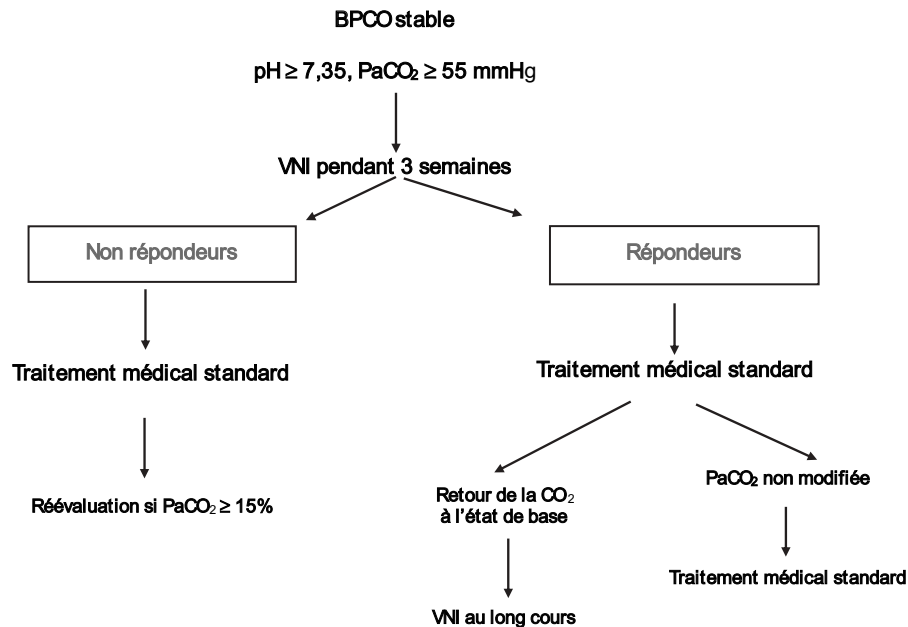 BPCO stable
pH ≥ 7,35, PaCO₂ ≥ 55 mmHg
VNI pendant 3 semaines
Non répondeurs
Répondeurs
Traitement médical standard
Traitement médical standard
Réévaluation si PaCO₂ ≥ 15%
Retour de la CO₂
à l'état de base
PaCO₂ non modifiée
VNI au long cours
Traitement médical standard